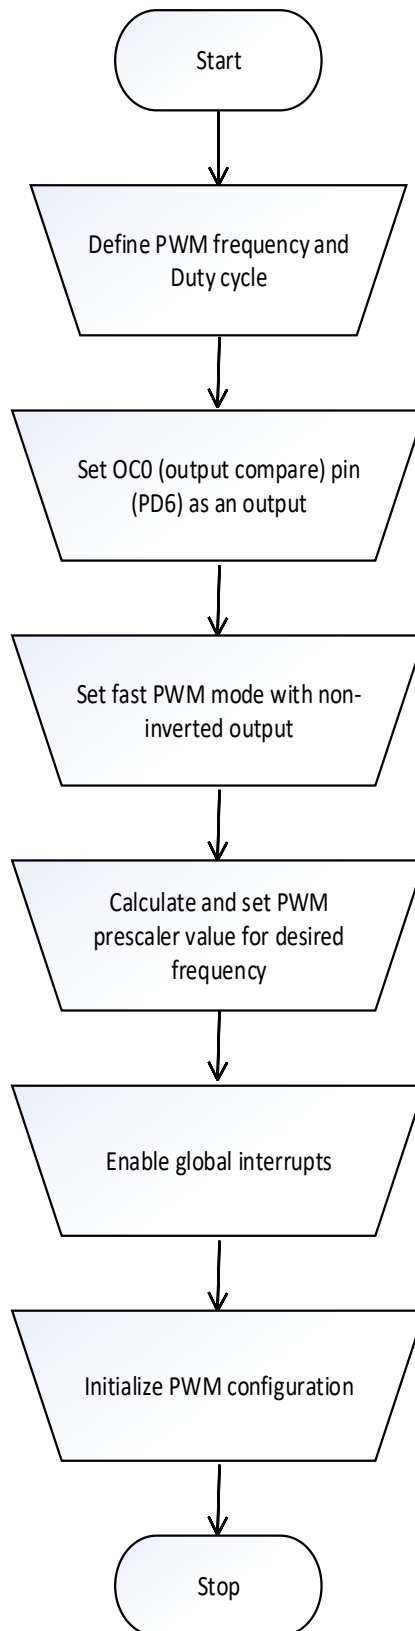 Start
Define PWM frequency and
Duty cycle
Set OC0 (output compare) pin
(PD6) as an output
Set fast PWM mode with non-
inverted output
Calculate and set PWM
prescaler value for desired
frequency
Enable global interrupts
Initialize PWM configuration
Stop